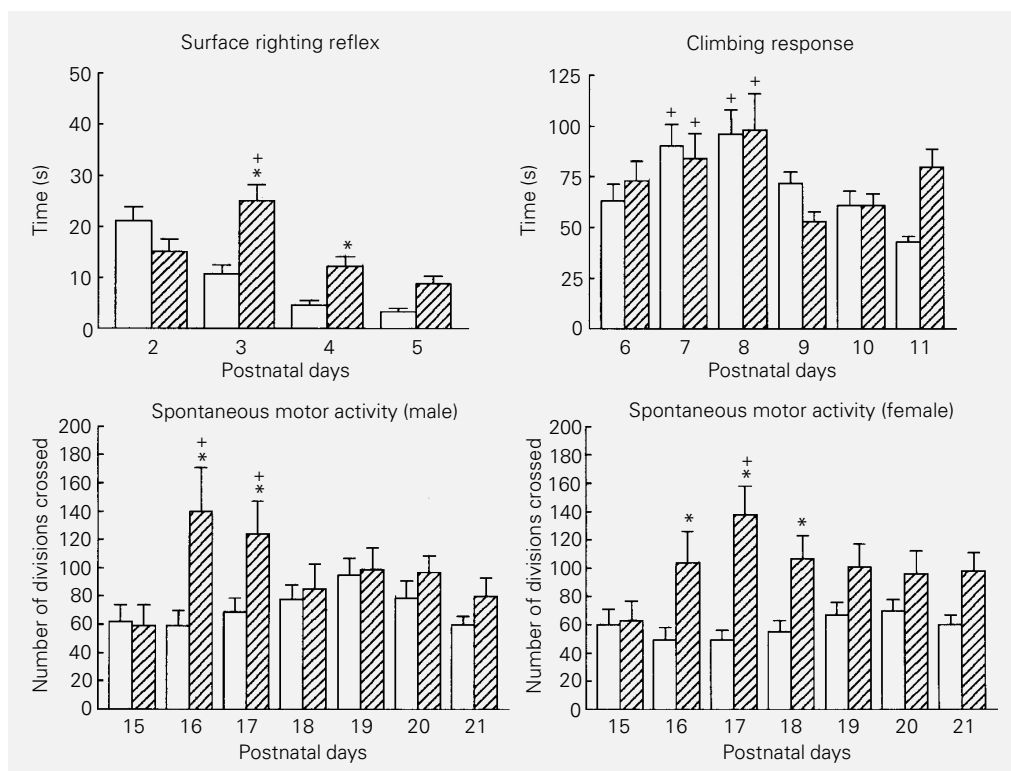 Surface righting reflex
50
40
30
20
10
0
Time (s)
+
*
*
2 3 4 5
Postnatal days
Climbing response
125
100
75
50
25
0
Time (s)
+ + + +
6 7 8 9 10 11
Postnatal days
Spontaneous motor activity (male)
200
180
160
140
120
100
80
60
40
20
0
Number of divisions crossed
+
*
+
*
15 16 17 18 19 20 21
Postnatal days
Spontaneous motor activity (female)
200
180
160
140
120
100
80
60
40
20
0
Number of divisions crossed
*
+
*
*
15 16 17 18 19 20 21
Postnatal days